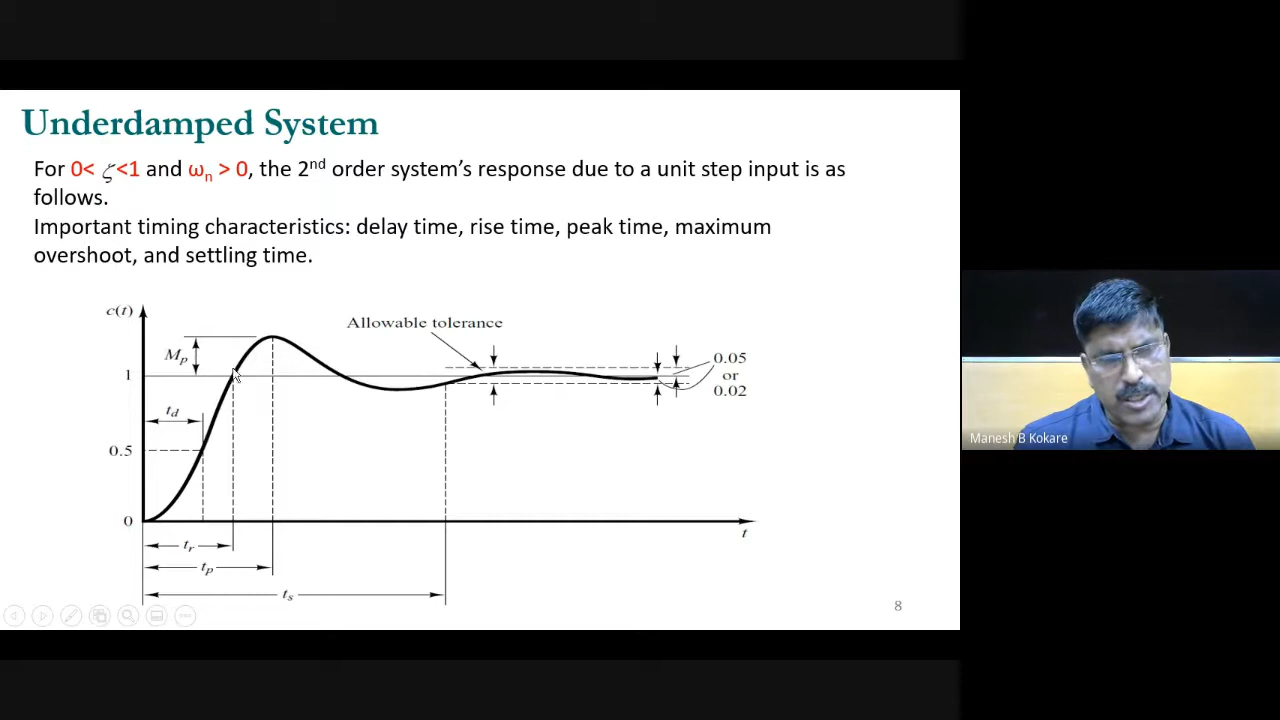 Underdamped System
For 0< ζ <1 and ωn > 0, the 2nd order system's response due to a unit step input is as
follows.
Important timing characteristics: delay time, rise time, peak time, maximum
overshoot, and settling time.
c(t)
Allowable tolerance
Mp
0.05
or
0.02
1
td
0.5
0
t
tr
tp
ts
8
Manesh B Kokare